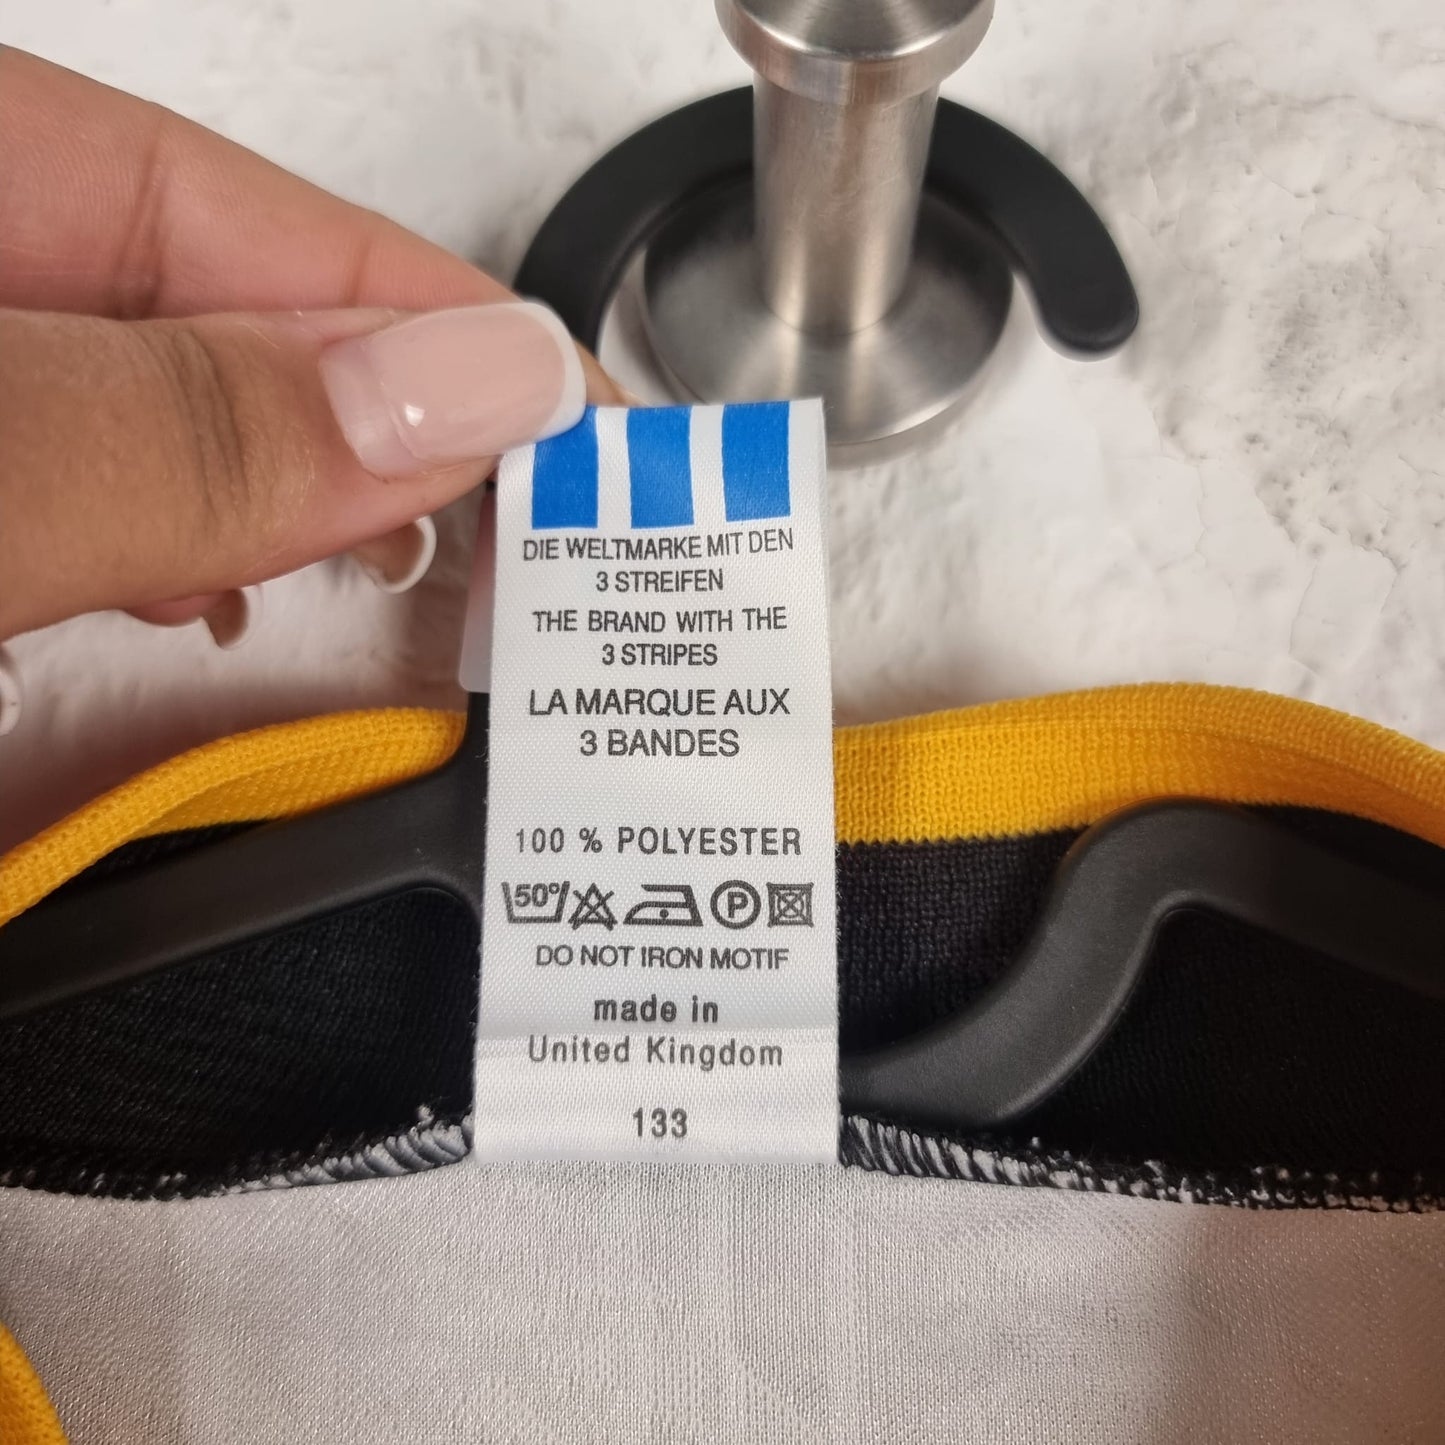 DIE WELTMARKE MIT DEN
3 STREIFEN
THE BRAND WITH THE
3 STRIPES
LA MARQUE AUX
3 BANDES
100 % POLYESTER
50° P
DO NOT IRON MOTIF
made in
United Kingdom
133